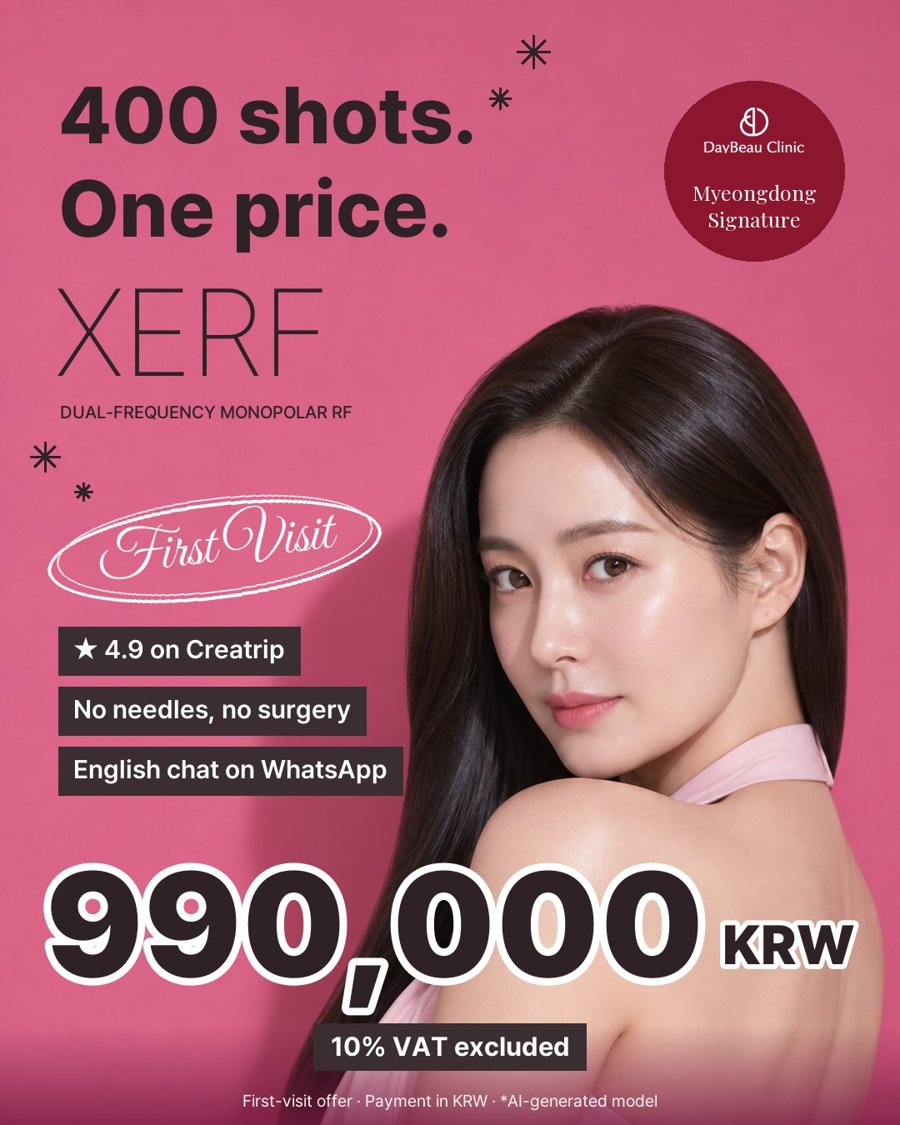 400 shots.
One price.
DayBeau Clinic
Myeongdong
Signature
XERF
DUAL-FREQUENCY MONOPOLAR RF
First Visit
★ 4.9 on Creatrip
No needles, no surgery
English chat on WhatsApp
990,000 KRW
10% VAT excluded
First-visit offer · Payment in KRW · *AI-generated model